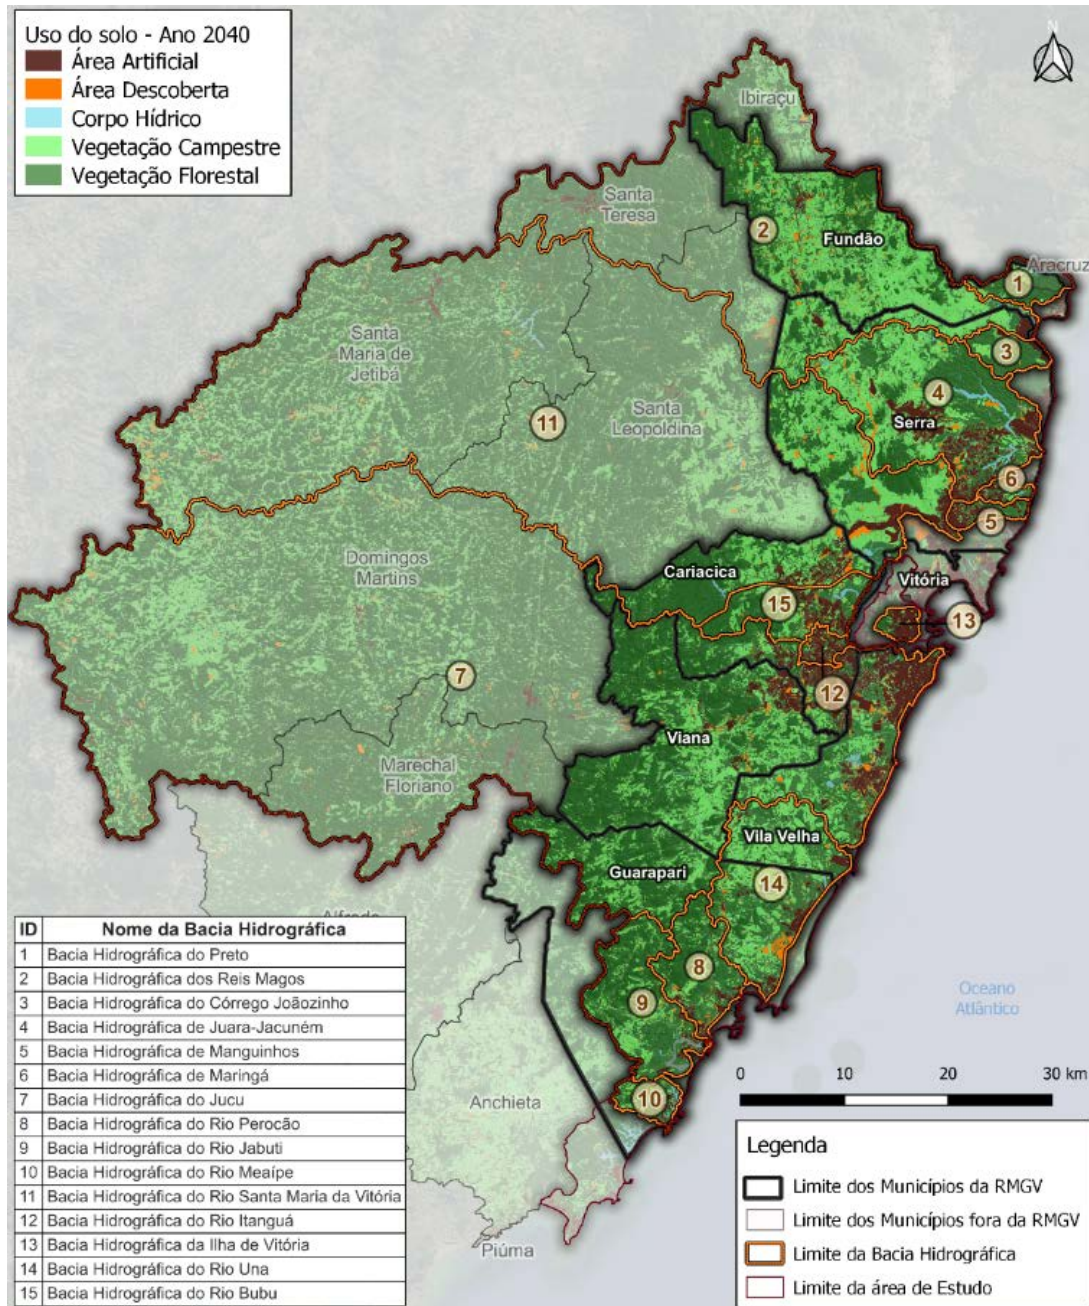 Uso do solo - Ano 2040
Área Artificial
Área Descoberta
Corpo Hídrico
Vegetação Campestre
Vegetação Florestal
N
Ibiraçu
Santa
Teresa
2
Fundão
Aracruz
1
3
Santa
Maria de
Jetibá
4
11
Santa
Leopoldina
Serra
6
5
Domingos
Martins
Cariacica
Vitória
15
13
7
12
Viana
Marechal
Floriano
Vila Velha
Guarapari
14
Alfredo
8
9
Oceano
Atlântico
10
Anchieta
0 10 20 30 km
Piúma
ID Nome da Bacia Hidrográfica
1 Bacia Hidrográfica do Preto
2 Bacia Hidrográfica dos Reis Magos
3 Bacia Hidrográfica do Córrego Joãozinho
4 Bacia Hidrográfica de Juara-Jacuném
5 Bacia Hidrográfica de Manguinhos
6 Bacia Hidrográfica de Maringá
7 Bacia Hidrográfica do Jucu
8 Bacia Hidrográfica do Rio Perocão
9 Bacia Hidrográfica do Rio Jabuti
10 Bacia Hidrográfica do Rio Meaípe
11 Bacia Hidrográfica do Rio Santa Maria da Vitória
12 Bacia Hidrográfica do Rio Itanguá
13 Bacia Hidrográfica da Ilha de Vitória
14 Bacia Hidrográfica do Rio Una
15 Bacia Hidrográfica do Rio Bubu
Legenda
Limite dos Municípios da RMGV
Limite dos Municípios fora da RMGV
Limite da Bacia Hidrográfica
Limite da área de Estudo